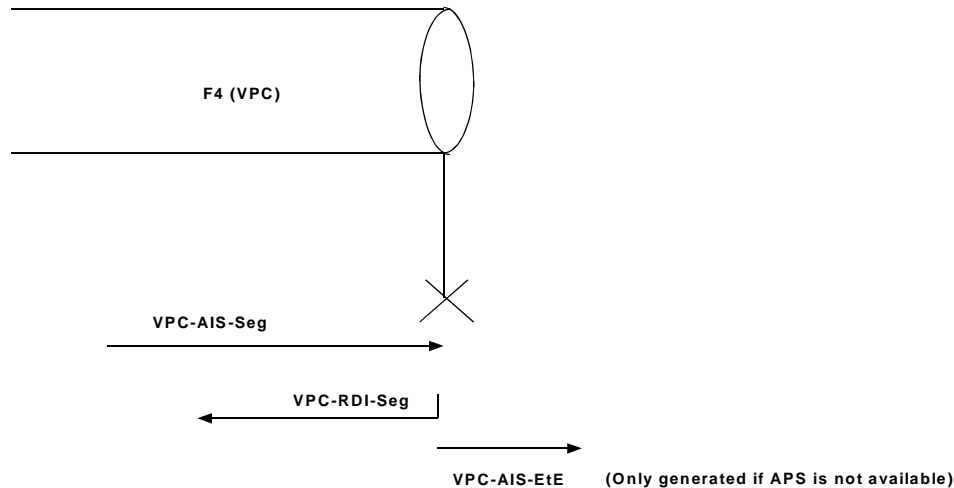 F4 (VPC)
VPC-AIS-Seg
VPC-RDI-Seg
VPC-AIS-EtE (Only generated if APS is not available)